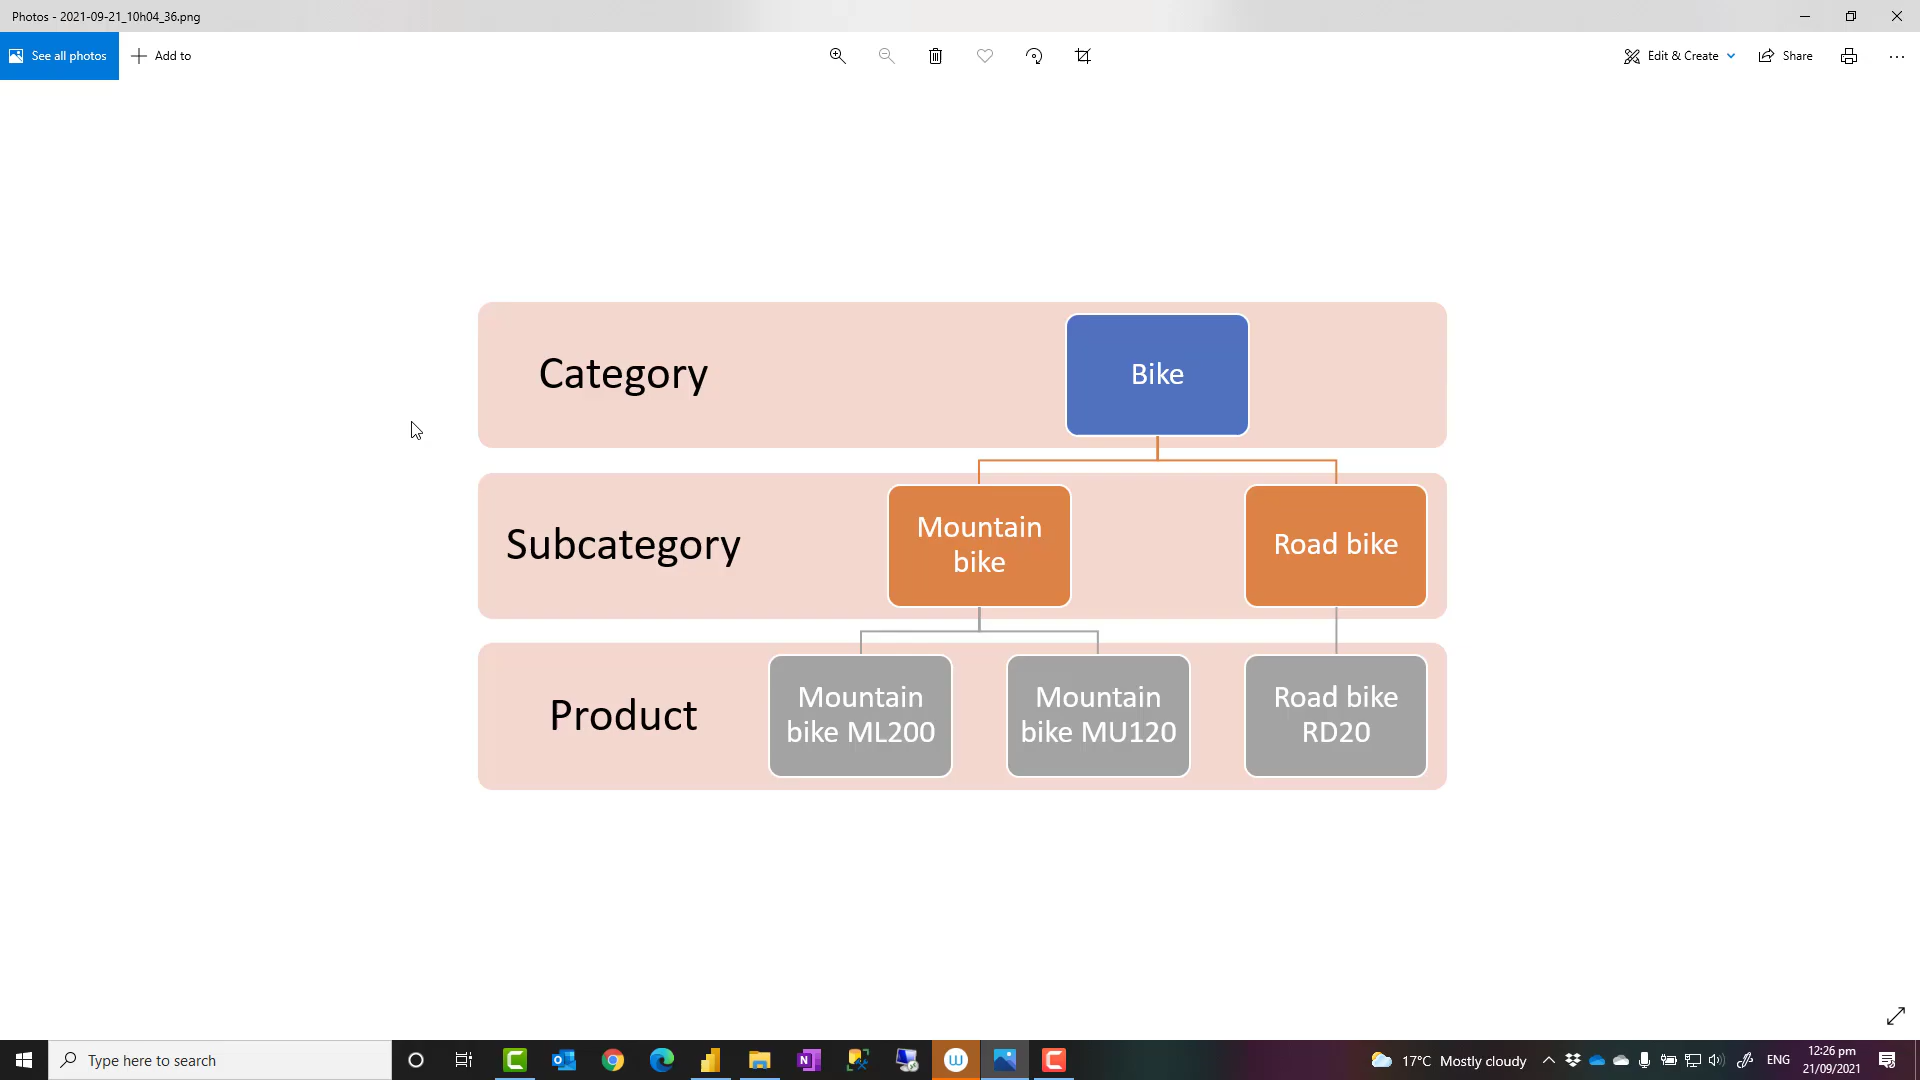 Photos - 2021-09-21_10h04_36.png
See all photos
Add to
Edit & Create
Share
Category
Bike
Subcategory
Mountain
bike
Road bike
Product
Mountain
bike ML200
Mountain
bike MU120
Road bike
RD20
Type here to search
17°C Mostly cloudy
ENG
12:26 pm
21/09/2021